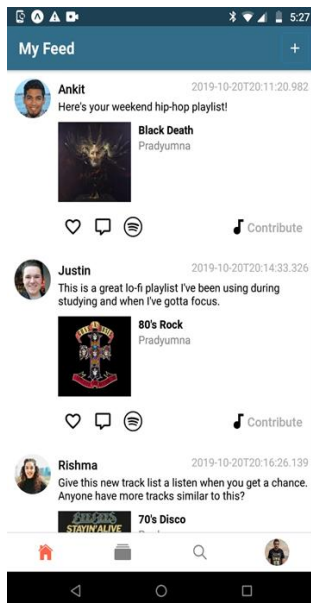 5:27
My Feed
+
Ankit 2019-10-20T20:11:20.982
Here's your weekend hip-hop playlist!
Black Death
Pradyumna
Contribute
Justin 2019-10-20T20:14:33.326
This is a great lo-fi playlist I've been using during
studying and when I've gotta focus.
80's Rock
Pradyumna
Contribute
Rishma 2019-10-20T20:16:26.139
Give this new track list a listen when you get a chance.
Anyone have more tracks similar to this?
BEE GEES
STAYIN' ALIVE
70's Disco